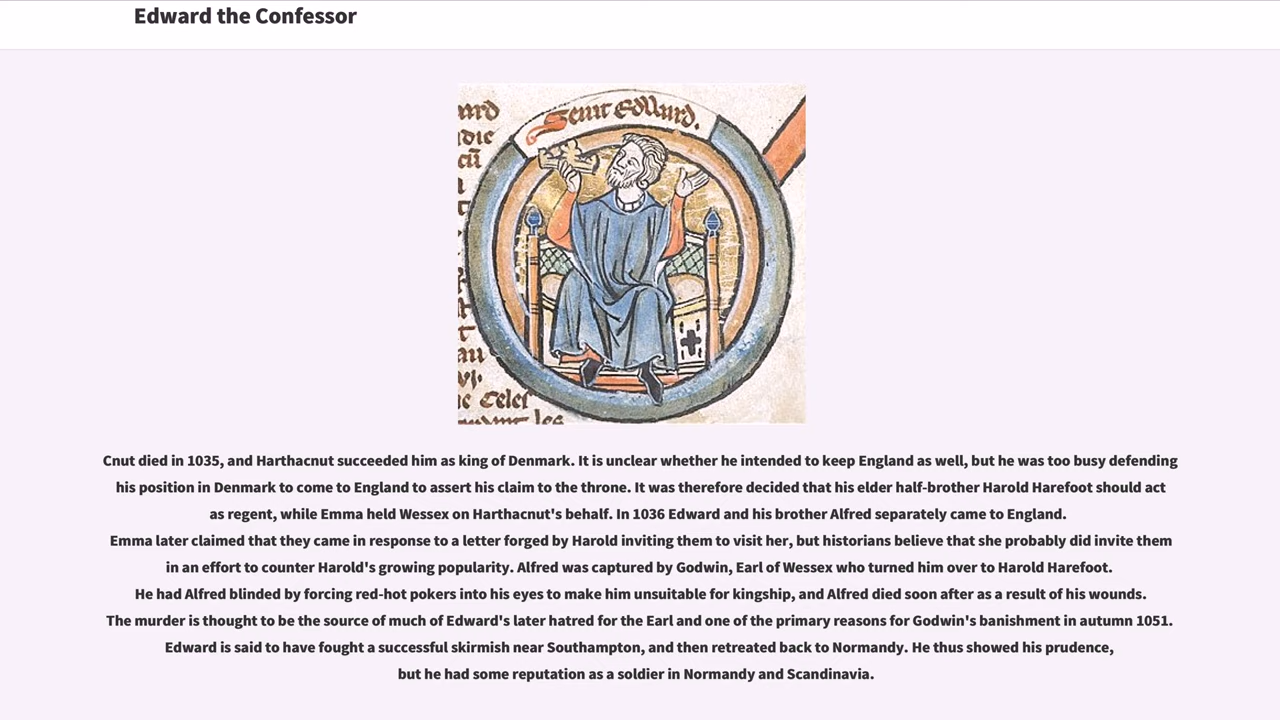 Edward the Confessor
Seint Edward.
Cnut died in 1035, and Harthacnut succeeded him as king of Denmark. It is unclear whether he intended to keep England as well, but he was too busy defending
his position in Denmark to come to England to assert his claim to the throne. It was therefore decided that his elder half-brother Harold Harefoot should act
as regent, while Emma held Wessex on Harthacnut's behalf. In 1036 Edward and his brother Alfred separately came to England.
Emma later claimed that they came in response to a letter forged by Harold inviting them to visit her, but historians believe that she probably did invite them
in an effort to counter Harold's growing popularity. Alfred was captured by Godwin, Earl of Wessex who turned him over to Harold Harefoot.
He had Alfred blinded by forcing red-hot pokers into his eyes to make him unsuitable for kingship, and Alfred died soon after as a result of his wounds.
The murder is thought to be the source of much of Edward's later hatred for the Earl and one of the primary reasons for Godwin's banishment in autumn 1051.
Edward is said to have fought a successful skirmish near Southampton, and then retreated back to Normandy. He thus showed his prudence,
but he had some reputation as a soldier in Normandy and Scandinavia.